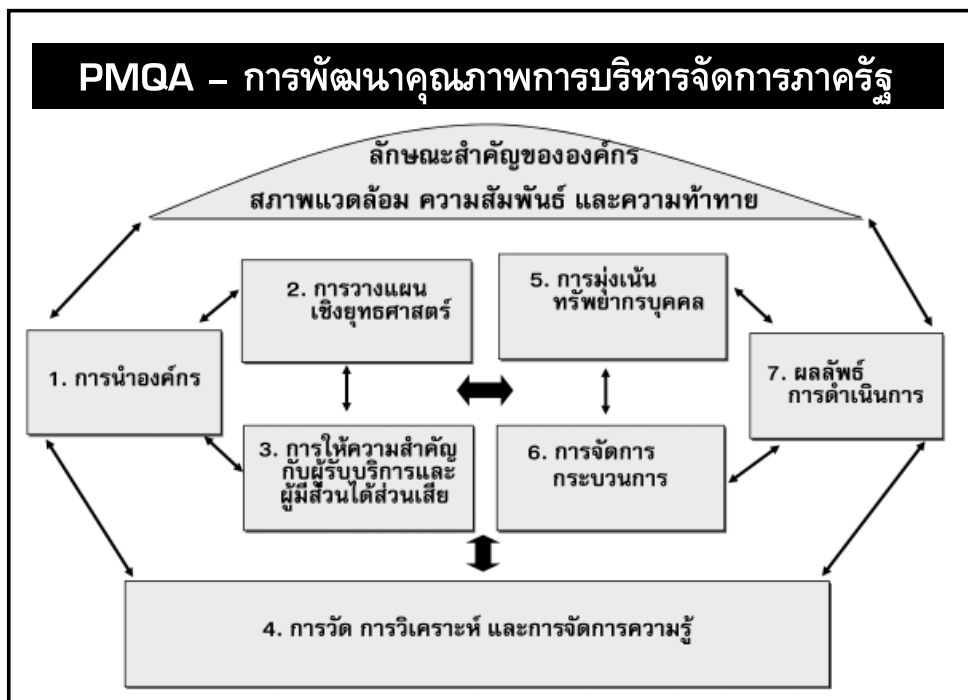 PMQA – การพัฒนาคุณภาพการบริหารจัดการภาครัฐ
ลักษณะสำคัญขององค์กร
สภาพแวดล้อม ความสัมพันธ์ และความท้าทาย
2. การวางแผน
เชิงยุทธศาสตร์
5. การมุ่งเน้น
ทรัพยากรบุคคล
1. การนำองค์กร
7. ผลลัพธ์
การดำเนินการ
3. การให้ความสำคัญ
กับผู้รับบริการและ
ผู้มีส่วนได้ส่วนเสีย
6. การจัดการ
กระบวนการ
4. การวัด การวิเคราะห์ และการจัดการความรู้